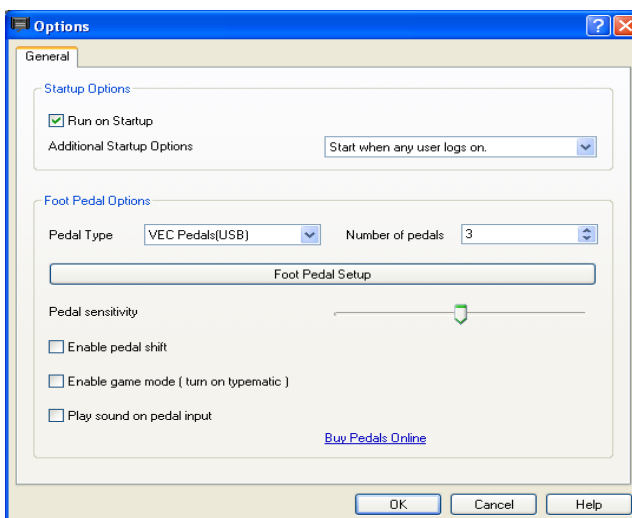 Options
General
Startup Options
Run on Startup
Additional Startup Options Start when any user logs on.
Foot Pedal Options
Pedal Type VEC Pedals(USB) Number of pedals 3
Foot Pedal Setup
Pedal sensitivity
Enable pedal shift
Enable game mode ( turn on typematic )
Play sound on pedal input
Buy Pedals Online
OK Cancel Help